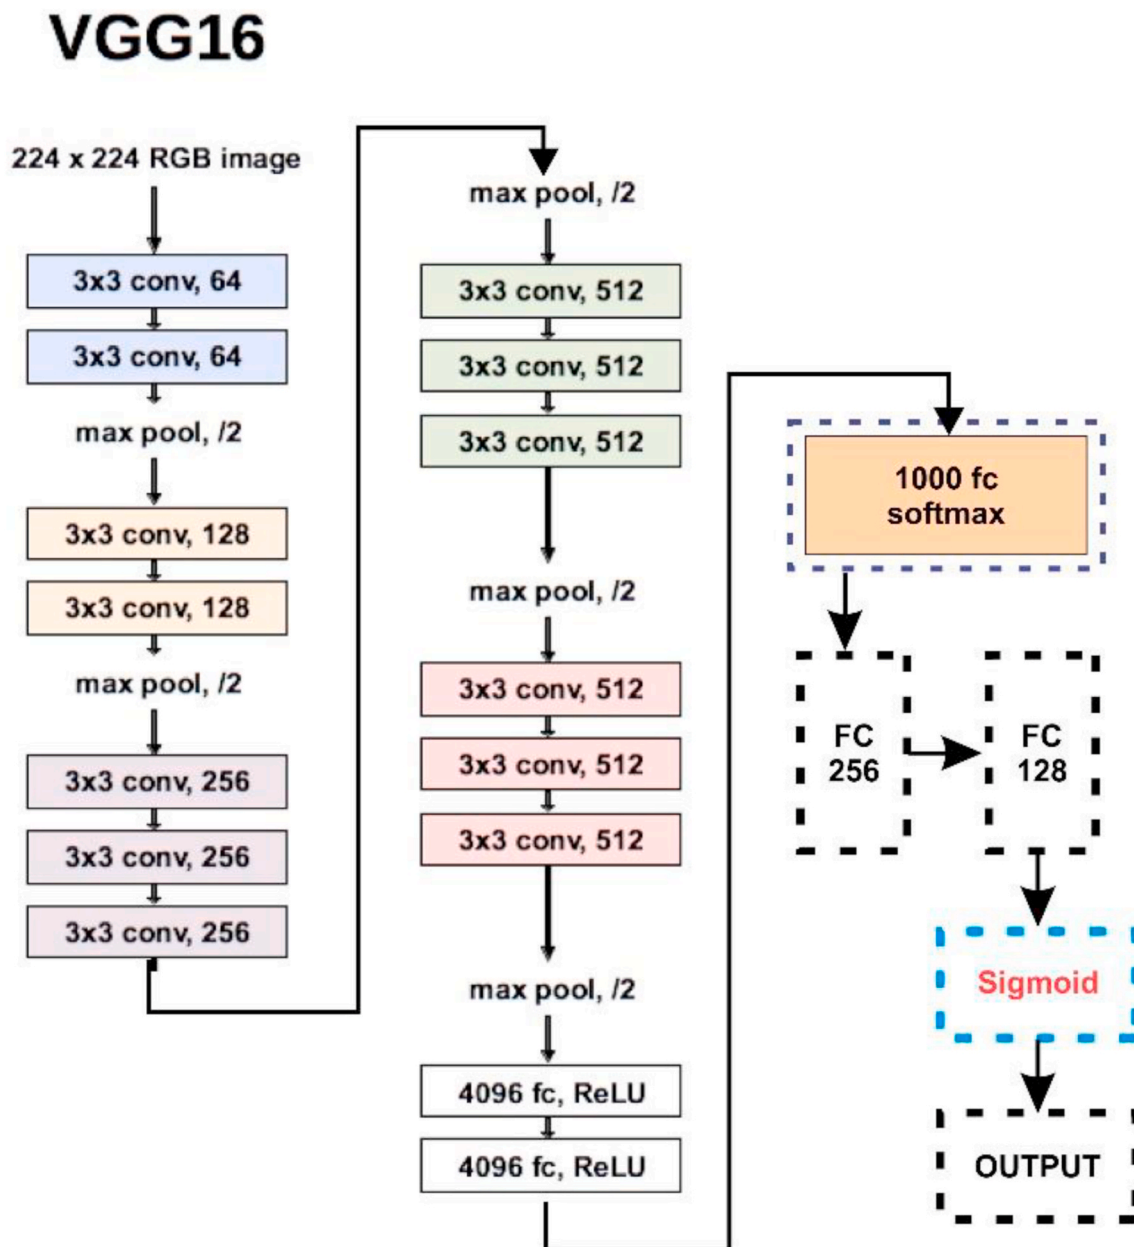 VGG16
224 x 224 RGB image
3x3 conv, 64
3x3 conv, 64
max pool, /2
3x3 conv, 128
3x3 conv, 128
max pool, /2
3x3 conv, 256
3x3 conv, 256
3x3 conv, 256
max pool, /2
3x3 conv, 512
3x3 conv, 512
3x3 conv, 512
max pool, /2
3x3 conv, 512
3x3 conv, 512
3x3 conv, 512
max pool, /2
4096 fc, ReLU
4096 fc, ReLU
1000 fc
softmax
FC
256
FC
128
Sigmoid
OUTPUT